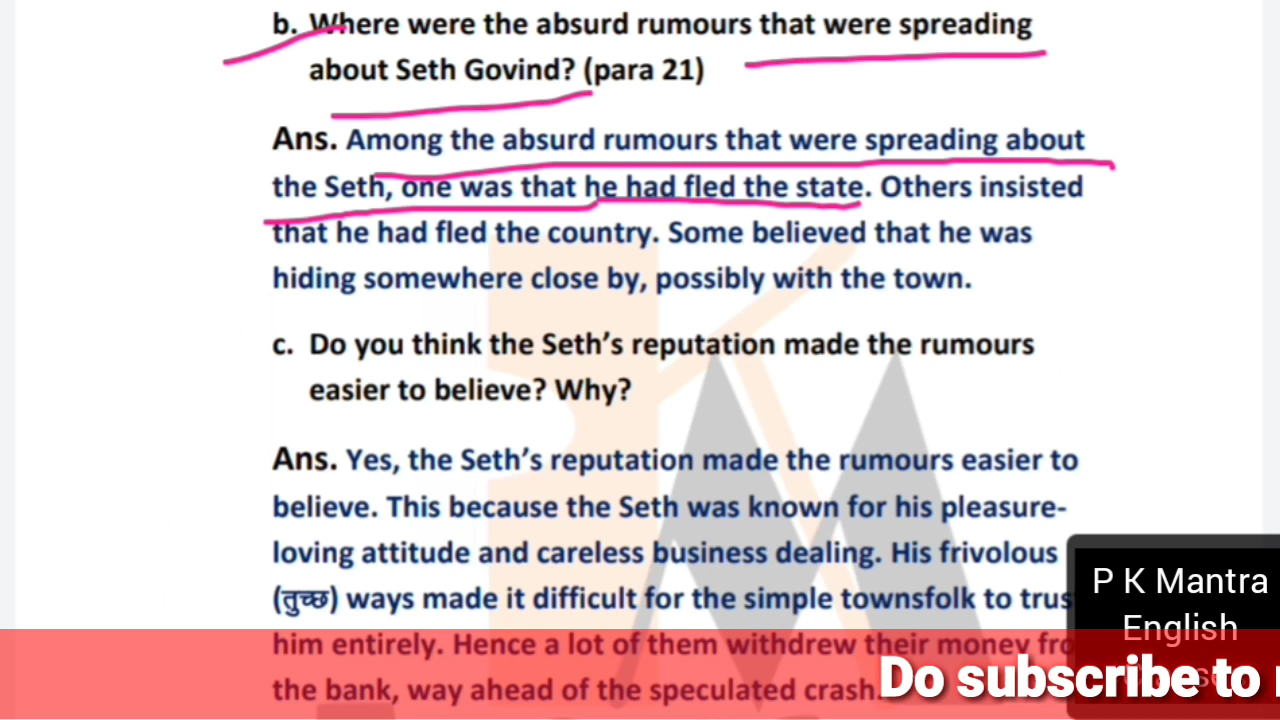 b. Where were the absurd rumours that were spreading
about Seth Govind? (para 21)
Ans. Among the absurd rumours that were spreading about
the Seth, one was that he had fled the state. Others insisted
that he had fled the country. Some believed that he was
hiding somewhere close by, possibly with the town.
c. Do you think the Seth's reputation made the rumours
easier to believe? Why?
Ans. Yes, the Seth's reputation made the rumours easier to
believe. This because the Seth was known for his pleasure-
loving attitude and careless business dealing. His frivolous
(तुच्छ) ways made it difficult for the simple townsfolk to trus
him entirely. Hence a lot of them withdrew their money fro
the bank, way ahead of the speculated crash.
P K Mantra
English
Do subscribe to